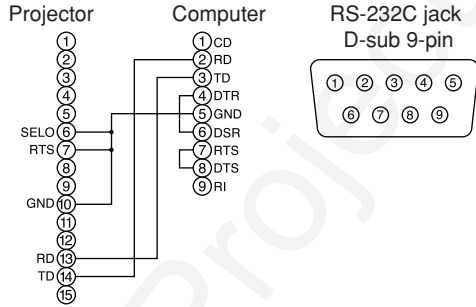 Projector
1
2
3
4
5
SELO 6
RTS 7
8
9
GND 10
11
12
RD 13
TD 14
15
Computer
1 CD
2 RD
3 TD
4 DTR
5 GND
6 DSR
7 RTS
8 DTS
9 RI
RS-232C jack
D-sub 9-pin
1 2 3 4 5
6 7 8 9
Project